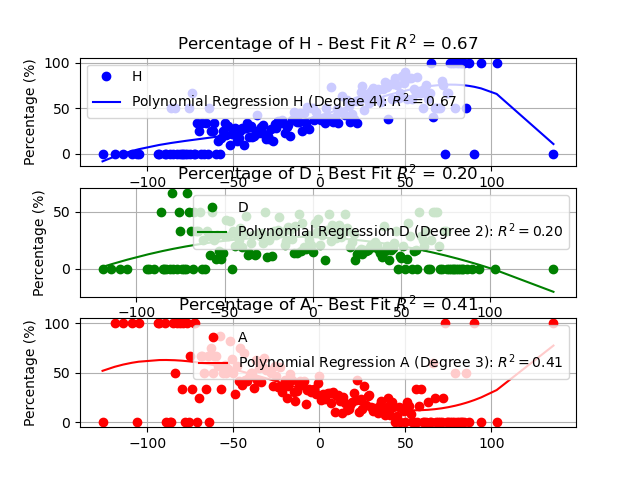 Percentage of H - Best Fit R² = 0.67
Percentage (%)
100
50
0
H
Polynomial Regression H (Degree 4): R² = 0.67
−100
−50
0
50
100
Percentage of D - Best Fit R² = 0.20
Percentage (%)
50
0
D
Polynomial Regression D (Degree 2): R² = 0.20
−100
−50
0
50
100
Percentage of A - Best Fit R² = 0.41
Percentage (%)
100
50
0
A
Polynomial Regression A (Degree 3): R² = 0.41
−100
−50
0
50
100